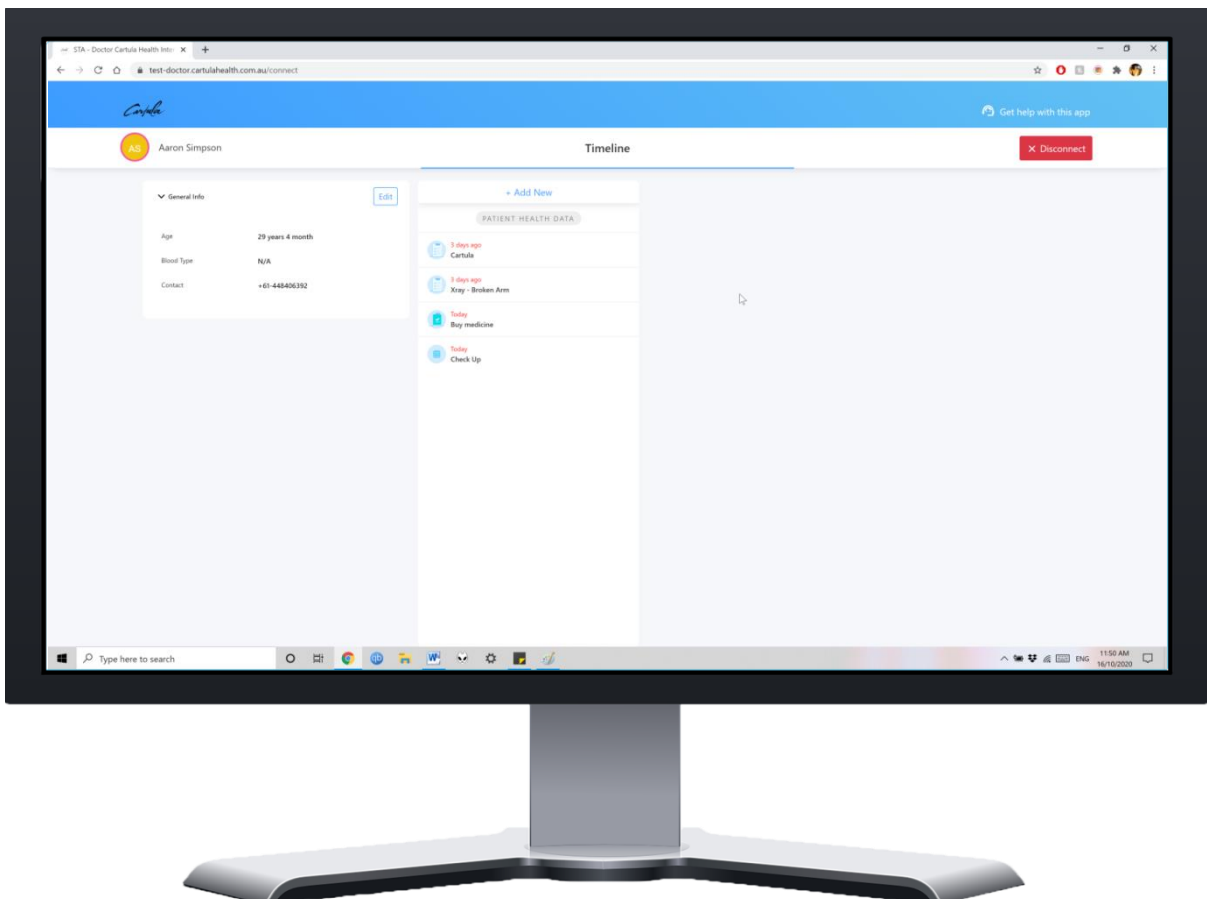 STA - Doctor Cartula Health Inter
test-doctor.cartulahealth.com.au/connect
Cartula
Get help with this app
AS
Aaron Simpson
Timeline
× Disconnect
General Info
Edit
Age
29 years 4 month
Blood Type
N/A
Contact
+61-448406392
+ Add New
PATIENT HEALTH DATA
3 days ago
Cartula
3 days ago
Xray - Broken Arm
Today
Buy medicine
Today
Check Up
Type here to search
W
ENG
11:50 AM
16/10/2020